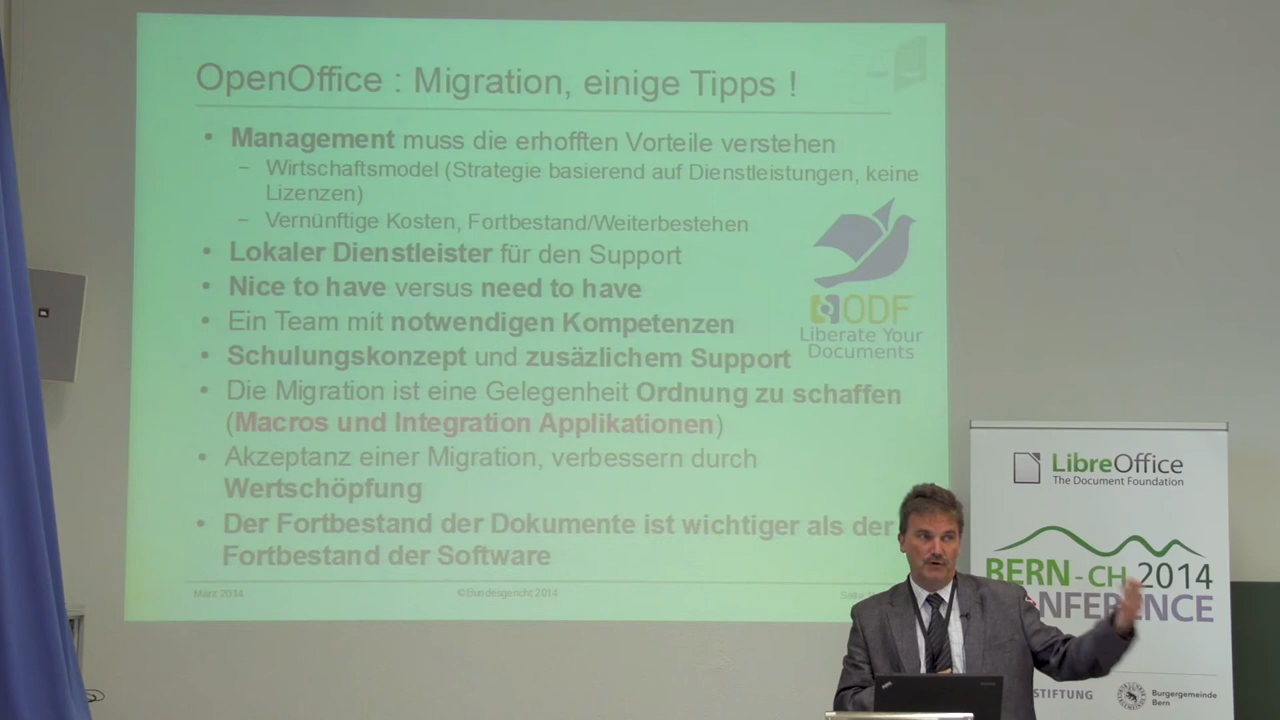 OpenOffice : Migration, einige Tipps !
• Management muss die erhofften Vorteile verstehen
– Wirtschaftsmodel (Strategie basierend auf Dienstleistungen, keine
Lizenzen)
– Vernünftige Kosten, Fortbestand/Weiterbestehen
• Lokaler Dienstleister für den Support
• Nice to have versus need to have
• Ein Team mit notwendigen Kompetenzen
• Schulungskonzept und zusäzlichem Support
• Die Migration ist eine Gelegenheit Ordnung zu schaffen
(Macros und Integration Applikationen)
• Akzeptanz einer Migration, verbessern durch
Wertschöpfung
• Der Fortbestand der Dokumente ist wichtiger als der
Fortbestand der Software
ODF
Liberate Your
Documents
März 2014
©Bundesgericht 2014
Seite
LibreOffice
The Document Foundation
BERN - CH 2014
NFERENCE
STIFTUNG
Burgergemeinde
Bern